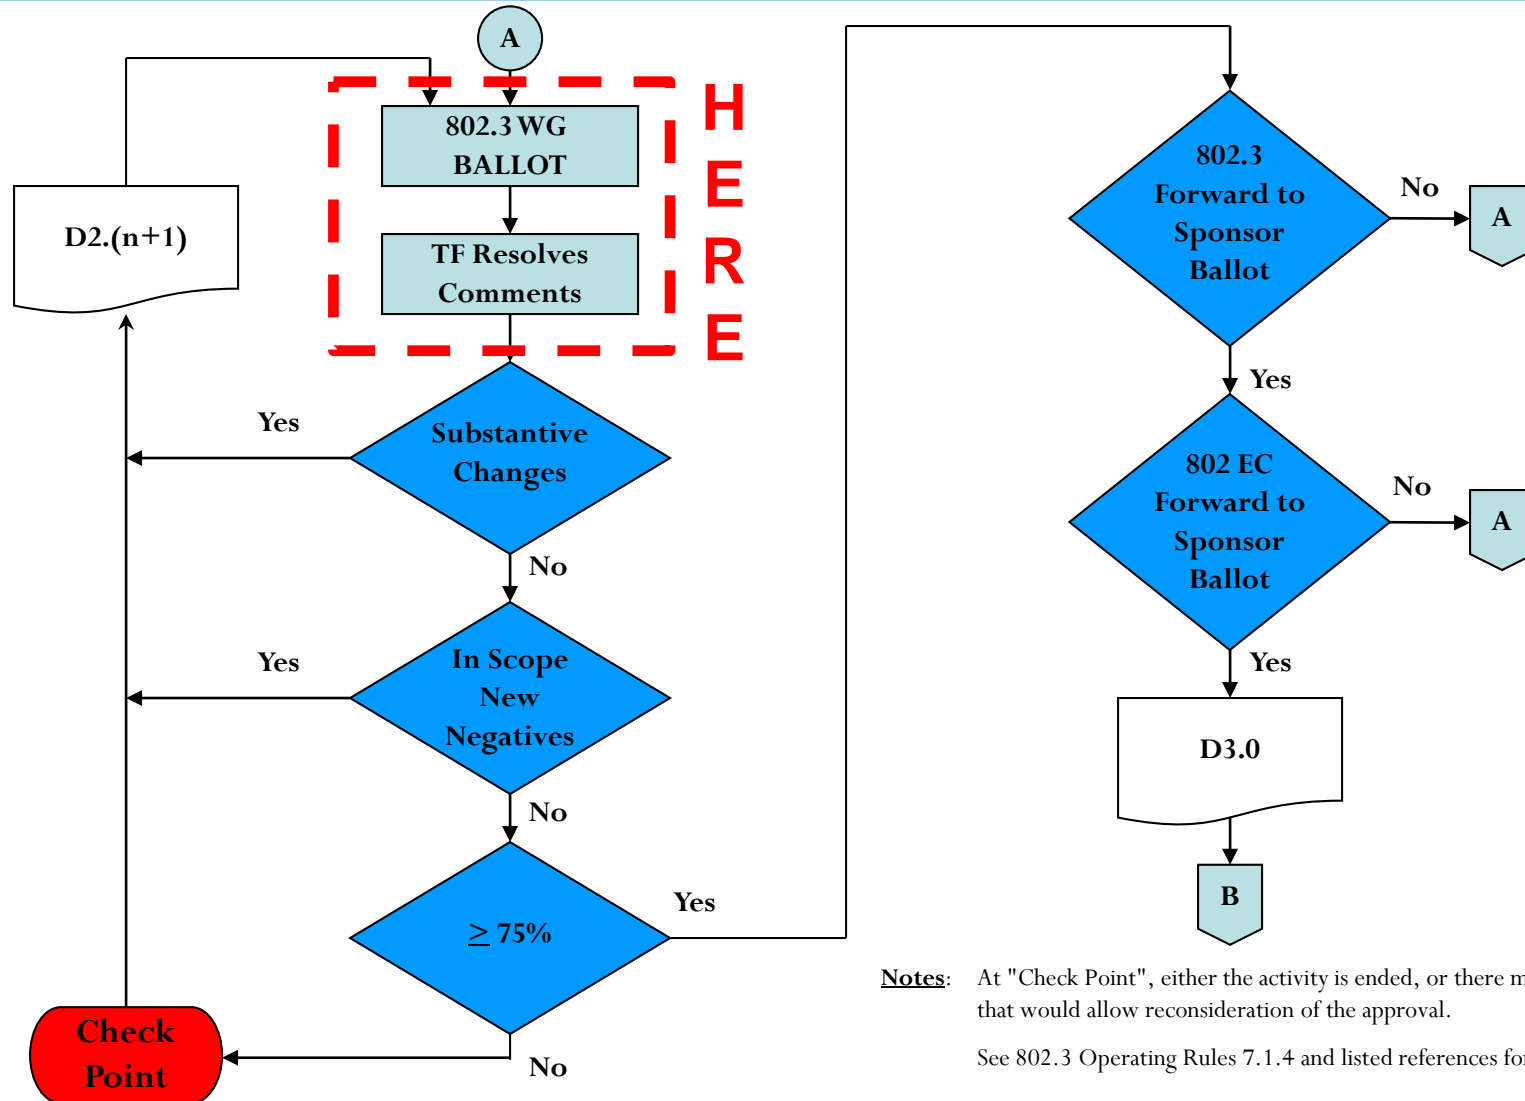 A
802.3 WG
BALLOT
TF Resolves
Comments
H
E
R
E
D2.(n+1)
Substantive
Changes
Yes
No
In Scope
New
Negatives
Yes
No
≥ 75%
Yes
No
Check
Point
802.3
Forward to
Sponsor
Ballot
No
A
Yes
802 EC
Forward to
Sponsor
Ballot
No
A
Yes
D3.0
B
Notes: At "Check Point", either the activity is ended, or there
that would allow reconsideration of the approval.
See 802.3 Operating Rules 7.1.4 and listed references for